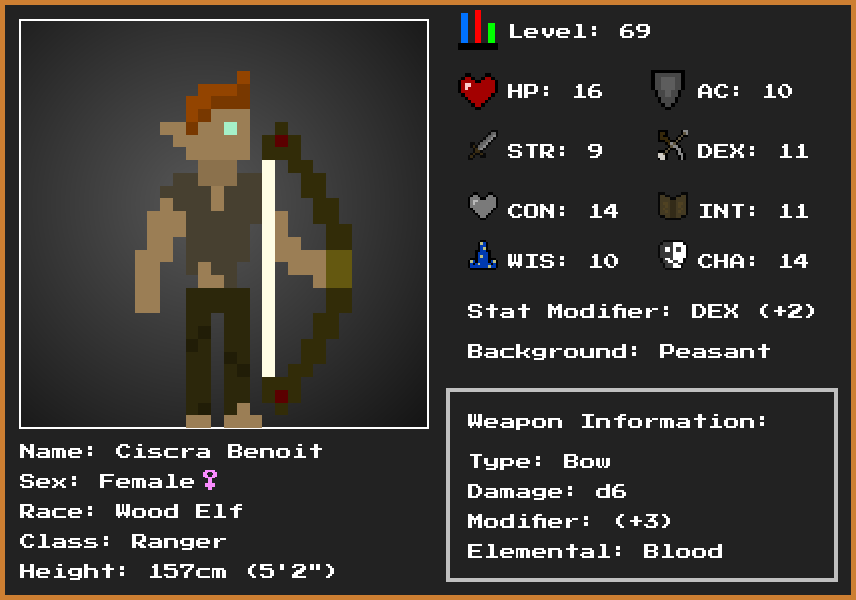 Level: 69
HP: 16
AC: 10
STR: 9
DEX: 11
CON: 14
INT: 11
WIS: 10
CHA: 14
Stat Modifier: DEX (+2)
Background: Peasant
Weapon Information:
Type: Bow
Damage: d6
Modifier: (+3)
Elemental: Blood
Name: Ciscra Benoit
Sex: Female♀
Race: Wood Elf
Class: Ranger
Height: 157cm (5'2")